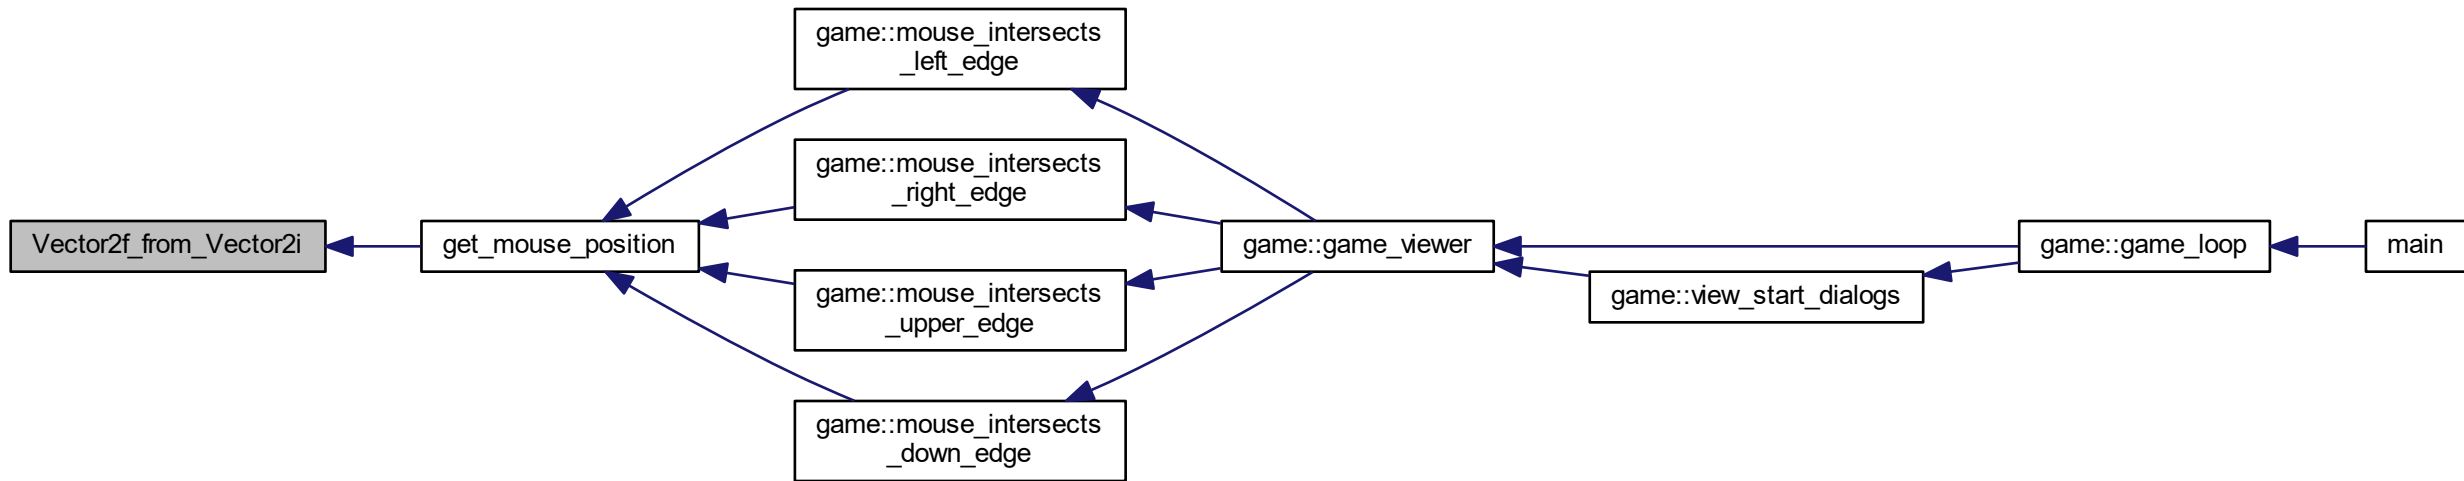 game::mouse_intersects
_left_edge
game::mouse_intersects
_right_edge
Vector2f_from_Vector2i
get_mouse_position
game::game_viewer
game::game_loop
main
game::view_start_dialogs
game::mouse_intersects
_upper_edge
game::mouse_intersects
_down_edge